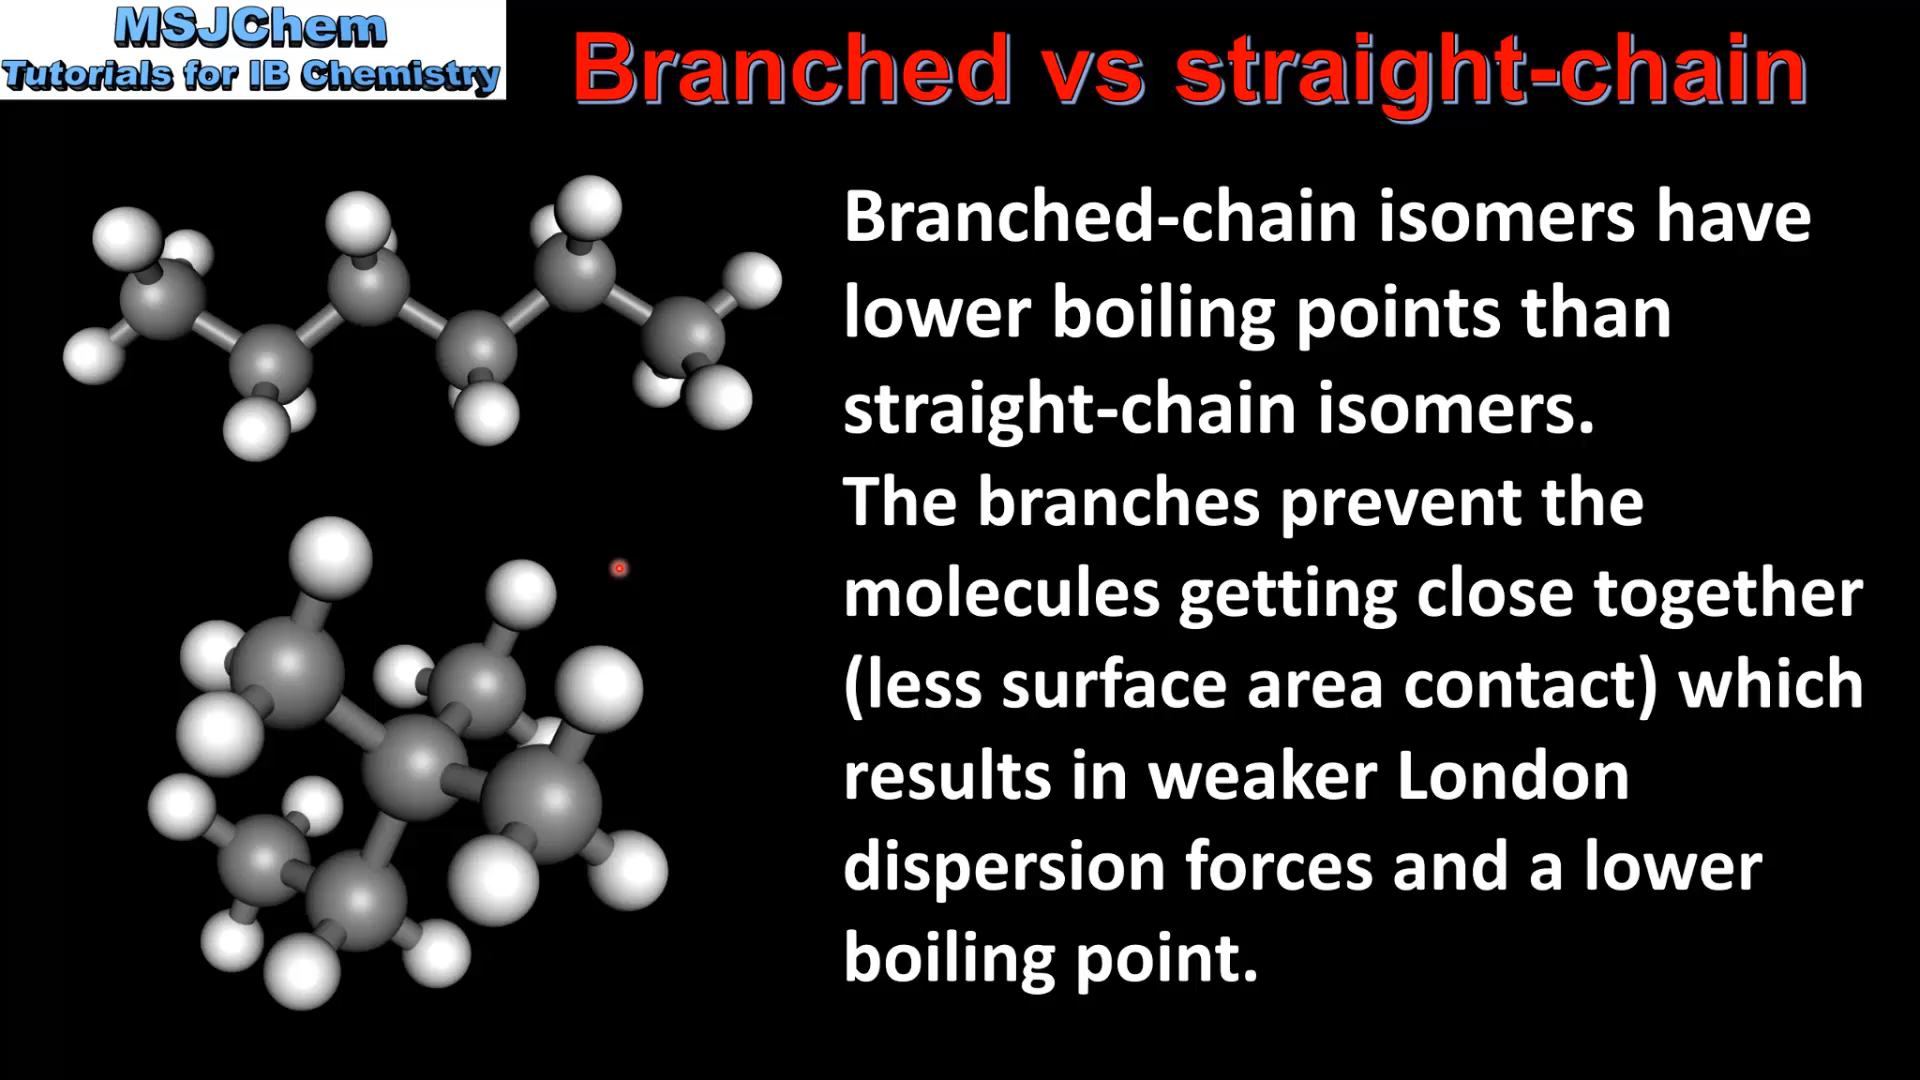 MSJChem
Tutorials for IB Chemistry
Branched vs straight-chain
Branched-chain isomers have
lower boiling points than
straight-chain isomers.
The branches prevent the
molecules getting close together
(less surface area contact) which
results in weaker London
dispersion forces and a lower
boiling point.